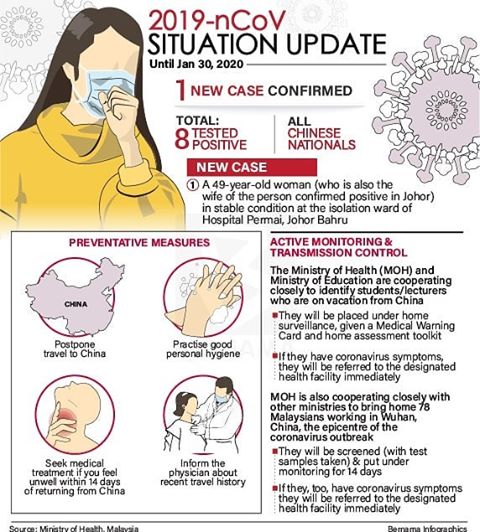 2019-nCoV
SITUATION UPDATE
Until Jan 30, 2020
1 NEW CASE CONFIRMED
TOTAL:
8 TESTED
POSITIVE
ALL
CHINESE
NATIONALS
NEW CASE
① A 49-year-old woman (who is also the
wife of the person confirmed positive in Johor)
in stable condition at the isolation ward of
Hospital Permai, Johor Bahru
PREVENTATIVE MEASURES
CHINA
Postpone
travel to China
Practise good
personal hygiene
Seek medical
treatment if you feel
unwell within 14 days
of returning from China
Inform the
physician about
recent travel history
ACTIVE MONITORING &
TRANSMISSION CONTROL
The Ministry of Health (MOH) and
Ministry of Education are cooperating
closely to identify students/lecturers
who are on vacation from China
They will be placed under home
surveillance, given a Medical Warning
Card and home assessment toolkit
If they have coronavirus symptoms,
they will be referred to the designated
health facility immediately
MOH is also cooperating closely with
other ministries to bring home 78
Malaysians working in Wuhan,
China, the epicentre of the
coronavirus outbreak
They will be screened (with test
samples taken) & put under
monitoring for 14 days
If they, too, have coronavirus symptoms
they will be referred to the designated
health facility immediately
Source: Ministry of Health, Malaysia
Bernama Infographics